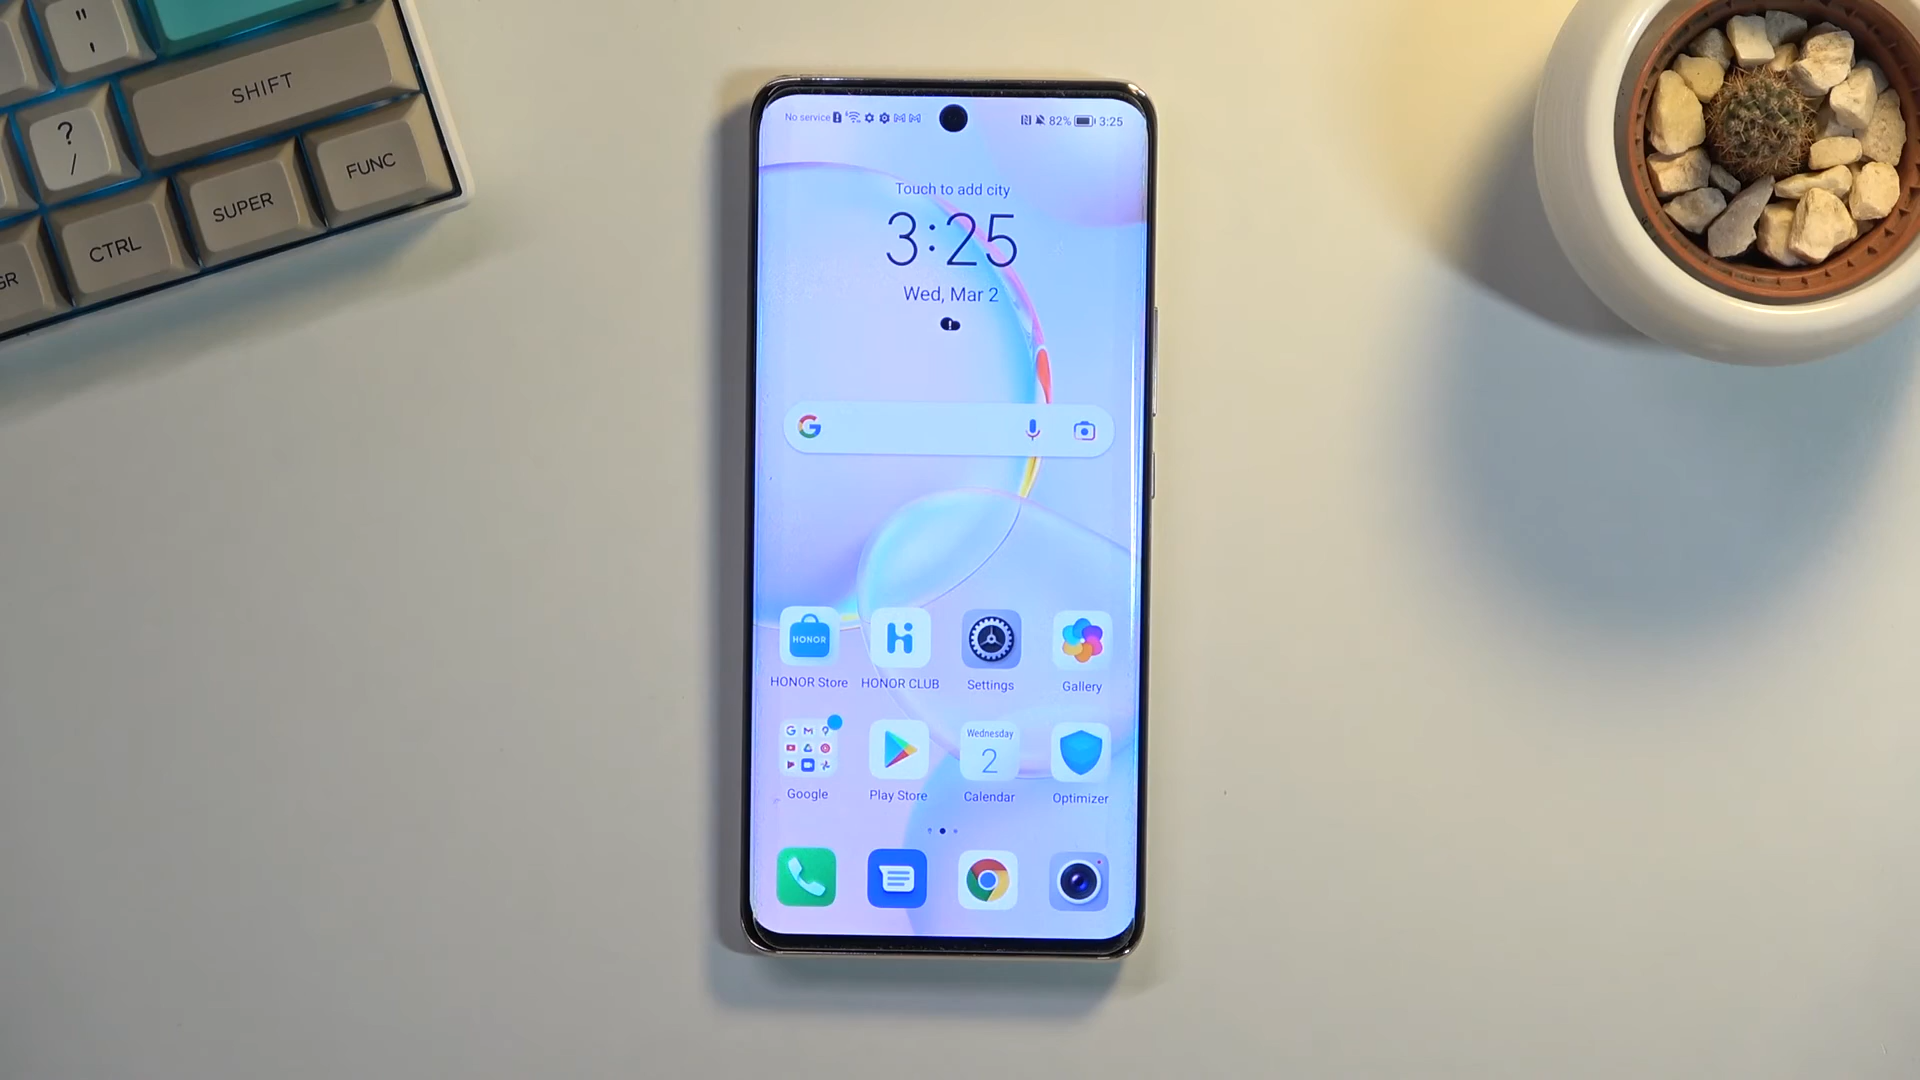 "
'
SHIFT
?
/
FUNC
SUPER
CTRL
GR
No service
82%
3:25
Touch to add city
3:25
Wed, Mar 2
G
HONOR
HONOR Store
HONOR CLUB
Settings
Gallery
Google
Play Store
Wednesday
2
Calendar
Optimizer